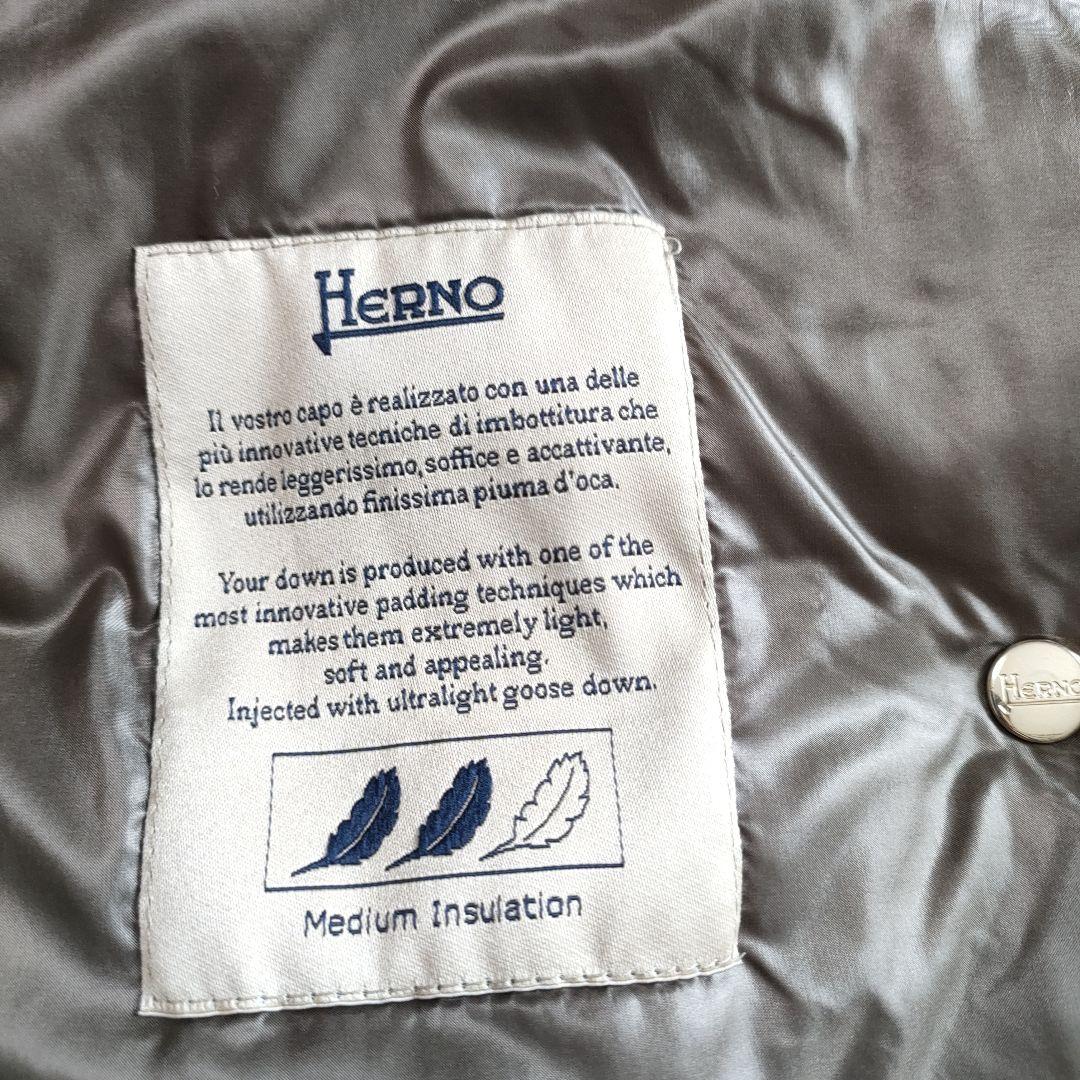 HERNO
Il vostro capo è realizzato con una delle
più innovative tecniche di imbottitura che
lo rende leggerissimo, soffice e accattivante,
utilizzando finissima piuma d'oca.
Your down is produced with one of the
most innovative padding techniques which
makes them extremely light,
soft and appealing.
Injected with ultralight goose down.
Medium Insulation
HERNO